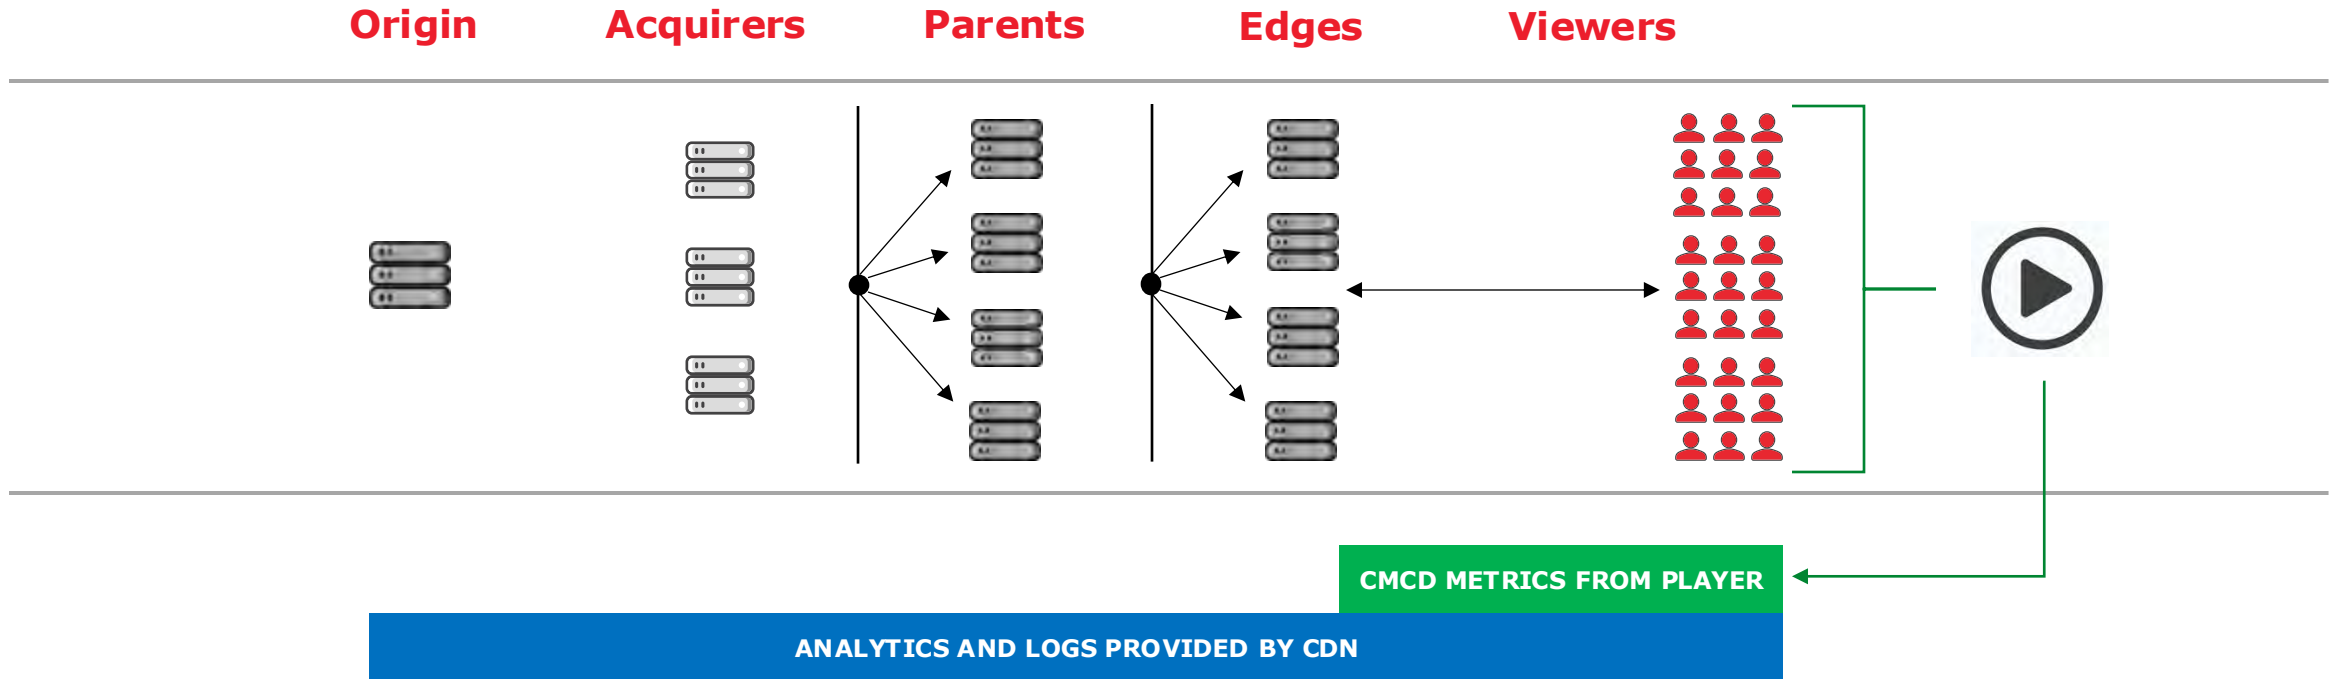 Origin
Acquirers
Parents
Edges
Viewers
CMCD METRICS FROM PLAYER
ANALYTICS AND LOGS PROVIDED BY CDN